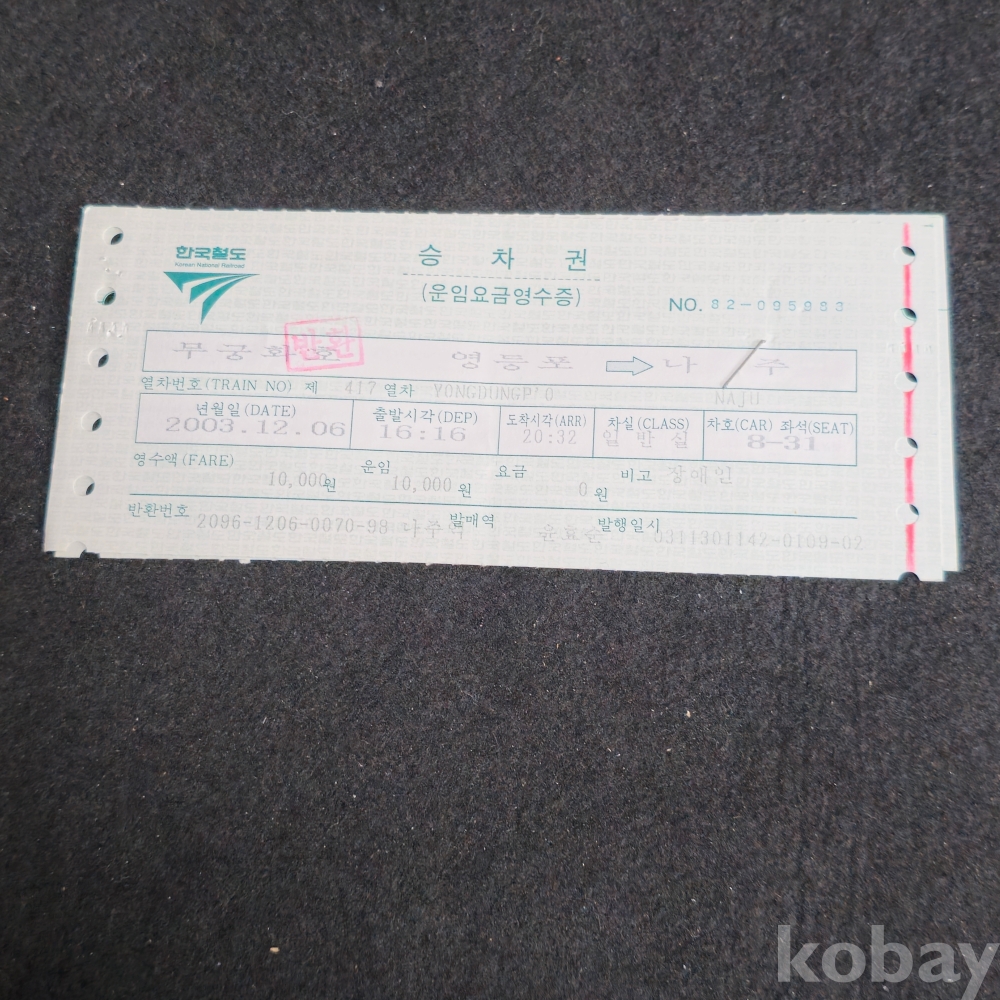 한국철도
Korean National Railroad
승 차 권
(운임요금영수증)
NO. 82-095983
무궁화호 반환 영등포 ⇨ 나 주
열차번호(TRAIN NO) 제 417 열차 YONGDUNGP'O NAJU
년월일(DATE) 출발시각(DEP) 도착시각(ARR) 차실(CLASS) 차호(CAR) 좌석(SEAT)
2003.12.06 16:16 20:32 일반실 8-31
영수액(FARE) 운임 요금 비고 장애인
10,000원 10,000원 0원
반환번호 발매역 발행일시
2096-1206-0070-98 나주역 윤효순 0311301142-0109-02
kobay